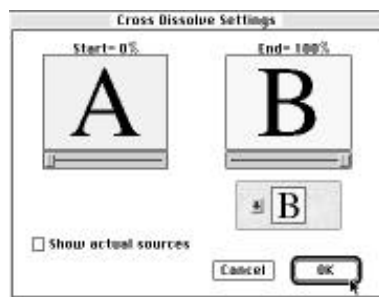 Cross Dissolve Settings
Start= 0% End= 100%
A B
B
Show actual sources
Cancel OK